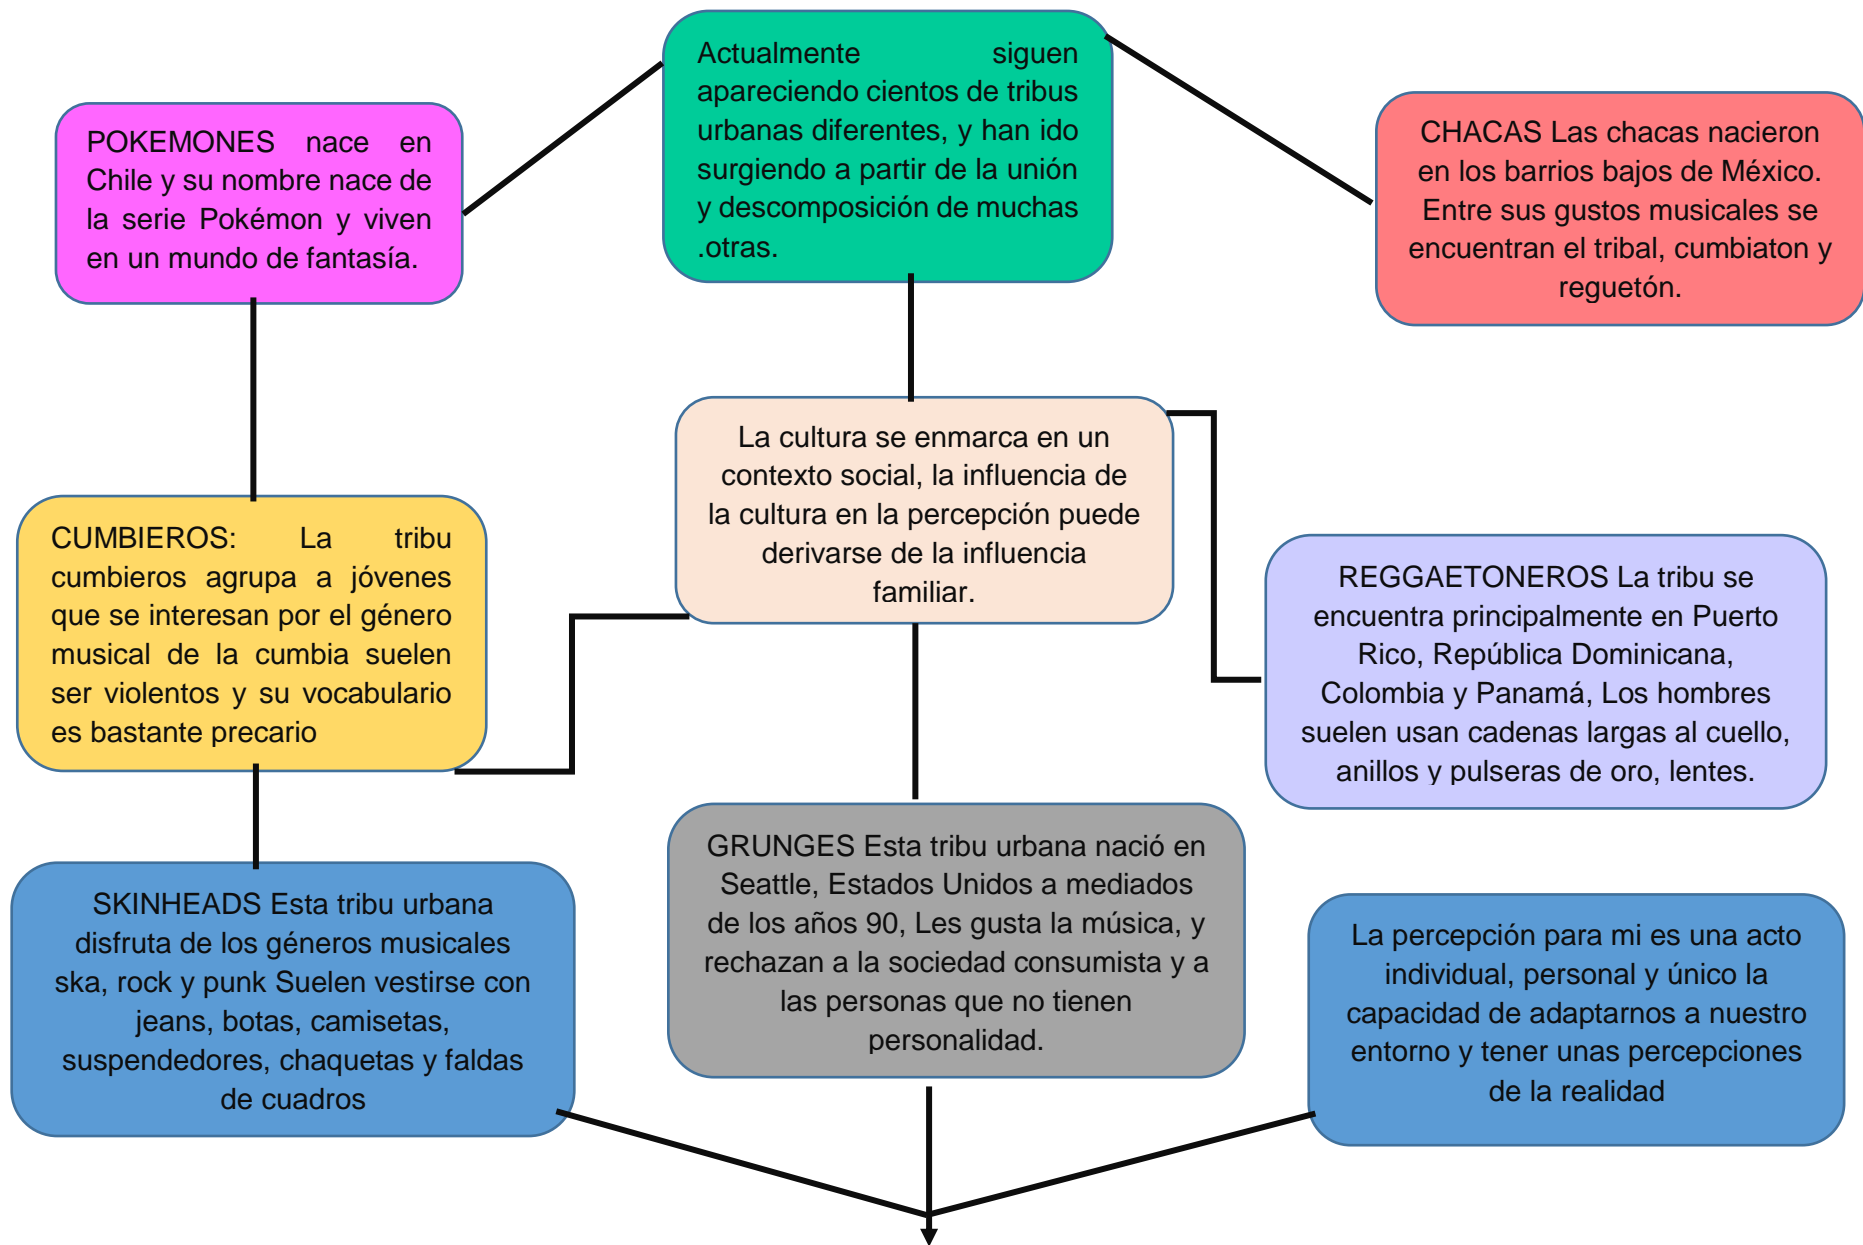 Actualmente siguen
apareciendo cientos de tribus
urbanas diferentes, y han ido
surgiendo a partir de la unión
y descomposición de muchas
.otras.
POKEMONES nace en
Chile y su nombre nace de
la serie Pokémon y viven
en un mundo de fantasía.
CHACAS Las chacas nacieron
en los barrios bajos de México.
Entre sus gustos musicales se
encuentran el tribal, cumbiaton y
reguetón.
La cultura se enmarca en un
contexto social, la influencia de
la cultura en la percepción puede
derivarse de la influencia
familiar.
CUMBIEROS: La tribu
cumbieros agrupa a jóvenes
que se interesan por el género
musical de la cumbia suelen
ser violentos y su vocabulario
es bastante precario
REGGAETONEROS La tribu se
encuentra principalmente en Puerto
Rico, República Dominicana,
Colombia y Panamá, Los hombres
suelen usan cadenas largas al cuello,
anillos y pulseras de oro, lentes.
SKINHEADS Esta tribu urbana
disfruta de los géneros musicales
ska, rock y punk Suelen vestirse con
jeans, botas, camisetas,
suspendedores, chaquetas y faldas
de cuadros
GRUNGES Esta tribu urbana nació en
Seattle, Estados Unidos a mediados
de los años 90, Les gusta la música, y
rechazan a la sociedad consumista y a
las personas que no tienen
personalidad.
La percepción para mi es una acto
individual, personal y único la
capacidad de adaptarnos a nuestro
entorno y tener unas percepciones
de la realidad